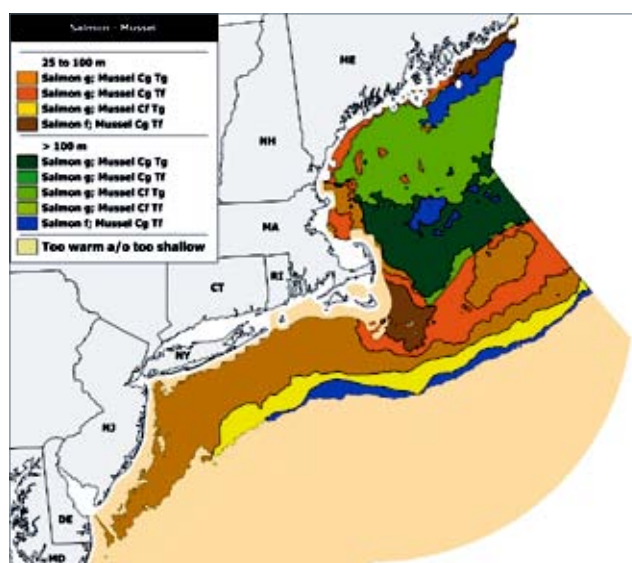 Salmon - Mussel
25 to 100 m
Salmon g; Mussel Cg Tg
Salmon g; Mussel Cg Tf
Salmon g; Mussel Cf Tg
Salmon f; Mussel Cg Tf
> 100 m
Salmon g; Mussel Cg Tg
Salmon g; Mussel Cg Tf
Salmon g; Mussel Cf Tg
Salmon g; Mussel Cf Tf
Salmon f; Mussel Cg Tf
Too warm a/o too shallow
ME
NH
MA
CT
RI
NY
NJ
DE
MD